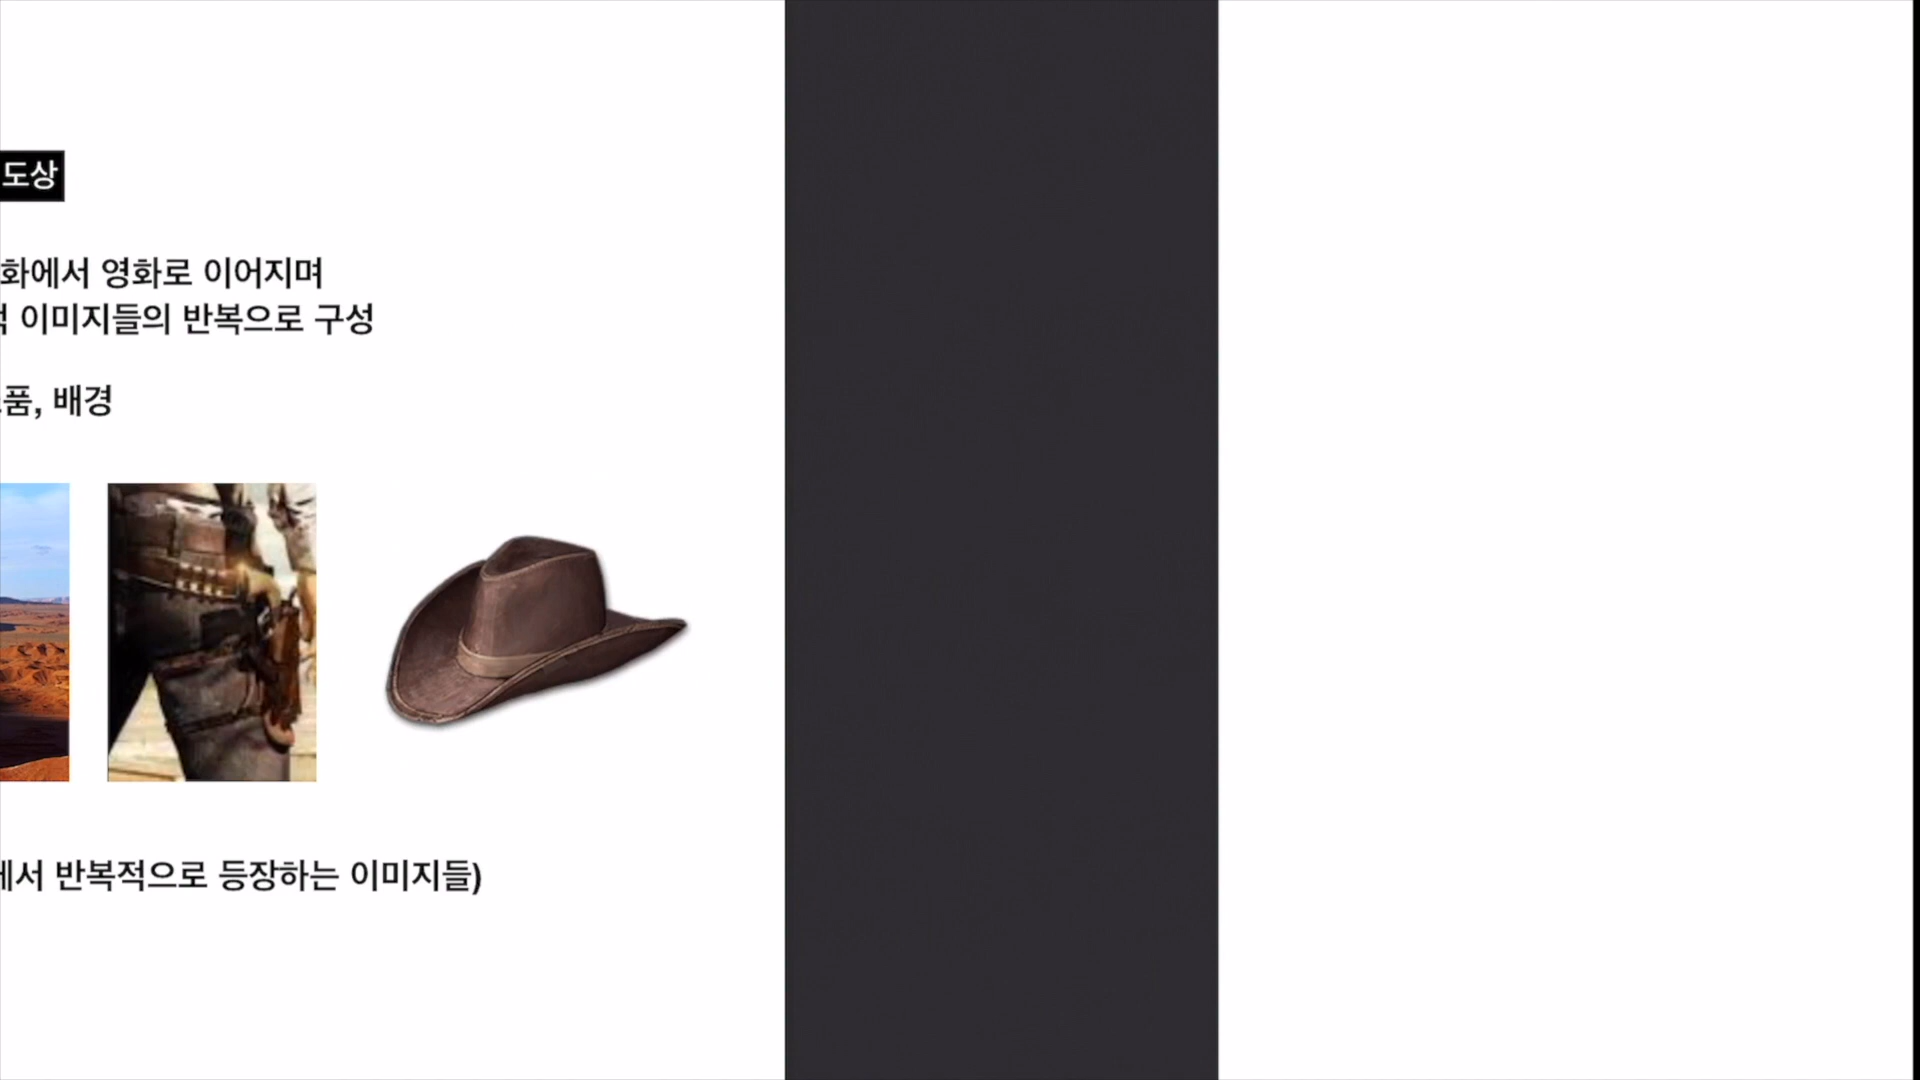 도상
화에서 영화로 이어지며
이미지들의 반복으로 구성
품, 배경
에서 반복적으로 등장하는 이미지들)